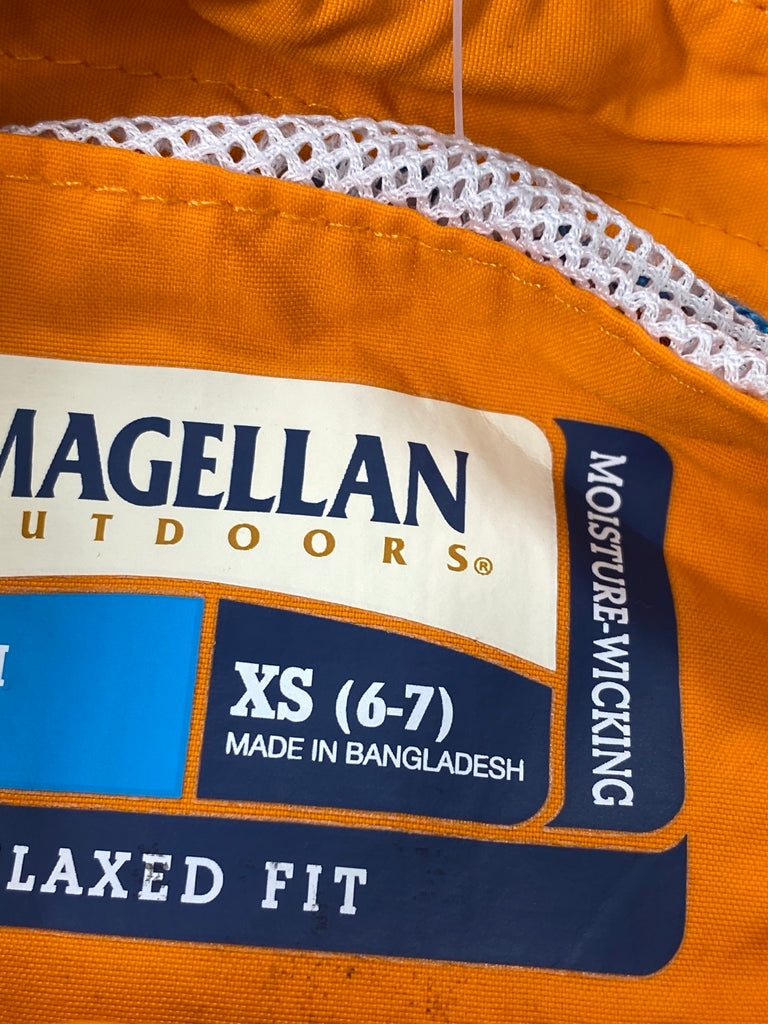 MAGELLAN
UTDOORS®
MOISTURE-WICKING
XS (6-7)
MADE IN BANGLADESH
LAXED FIT